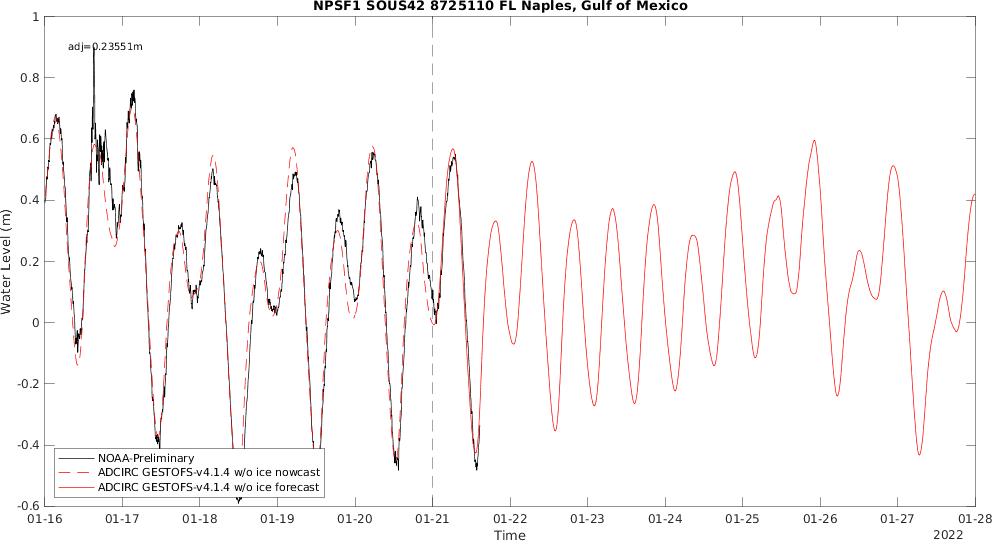 NPSF1 SOUS42 8725110 FL Naples, Gulf of Mexico
adj=0.23551m
1
0.8
0.6
0.4
0.2
0
-0.2
-0.4
-0.6
Water Level (m)
NOAA-Preliminary
ADCIRC GESTOFS-v4.1.4 w/o ice nowcast
ADCIRC GESTOFS-v4.1.4 w/o ice forecast
01-16 01-17 01-18 01-19 01-20 01-21 01-22 01-23 01-24 01-25 01-26 01-27 01-28
Time
2022